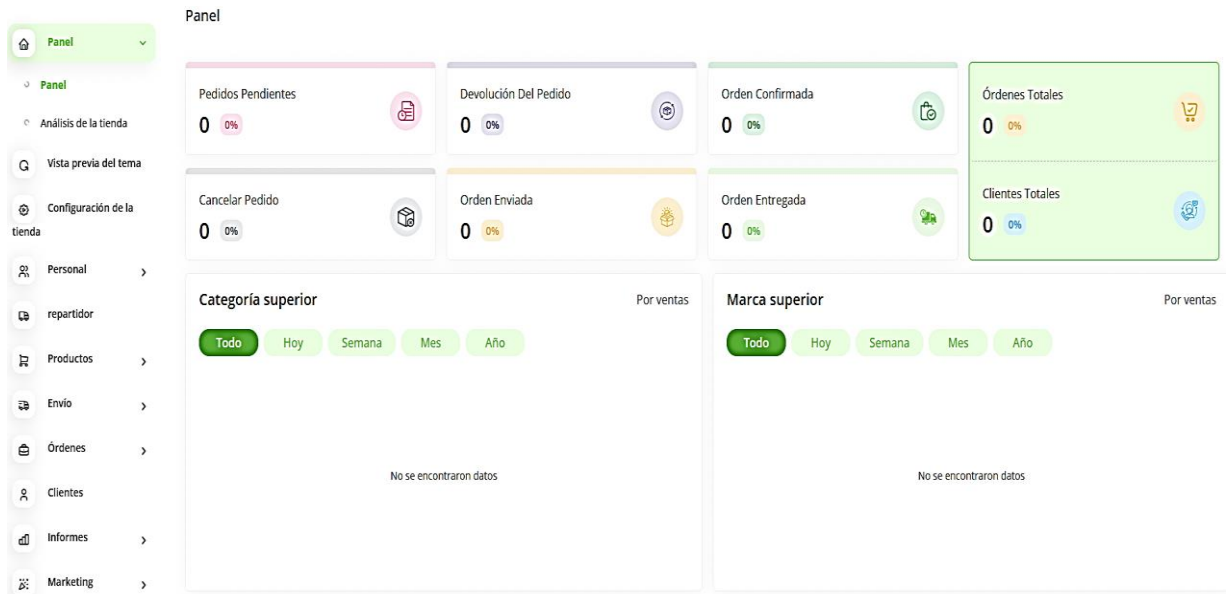 Panel
Panel
Análisis de la tienda
Vista previa del tema
Configuración de la
tienda
Personal
repartidor
Productos
Envío
Órdenes
Clientes
Informes
Marketing
Panel
Pedidos Pendientes
0 0%
Devolución Del Pedido
0 0%
Orden Confirmada
0 0%
Órdenes Totales
0 0%
Cancelar Pedido
0 0%
Orden Enviada
0 0%
Orden Entregada
0 0%
Clientes Totales
0 0%
Categoría superior Por ventas
Todo Hoy Semana Mes Año
No se encontraron datos
Marca superior Por ventas
Todo Hoy Semana Mes Año
No se encontraron datos